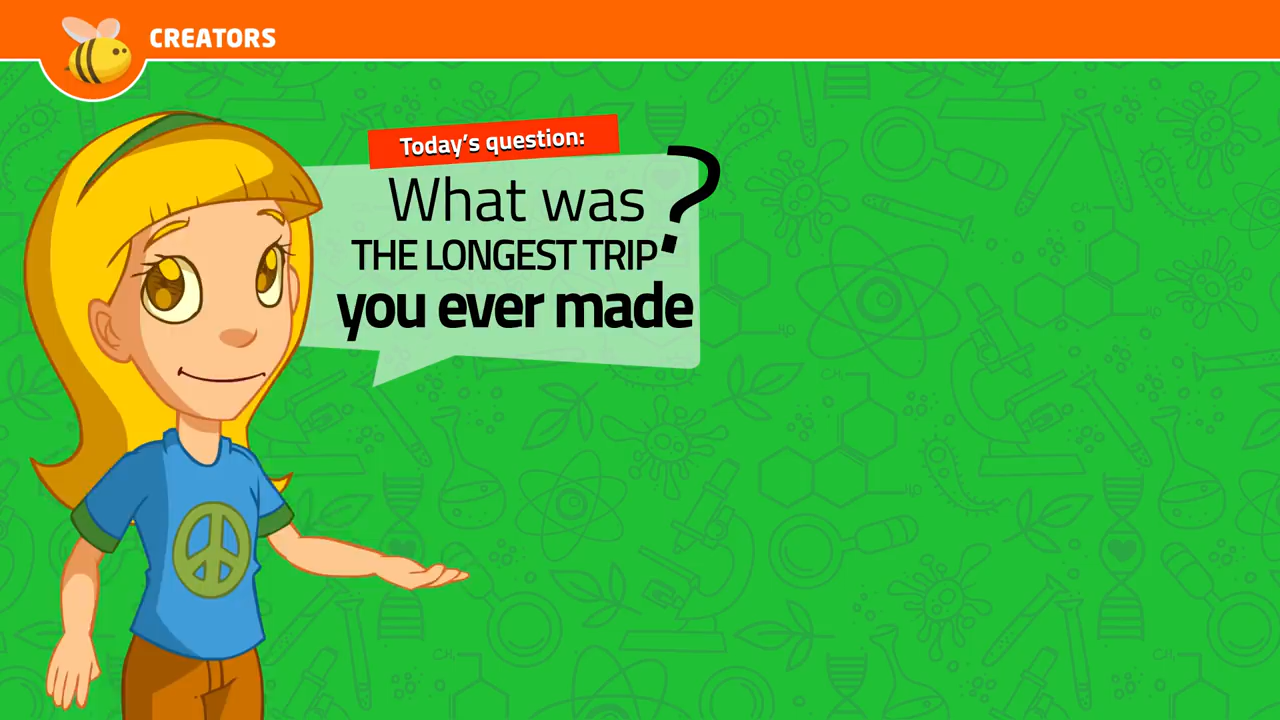 CREATORS
Today's question:
What was
THE LONGEST TRIP
you ever made
?